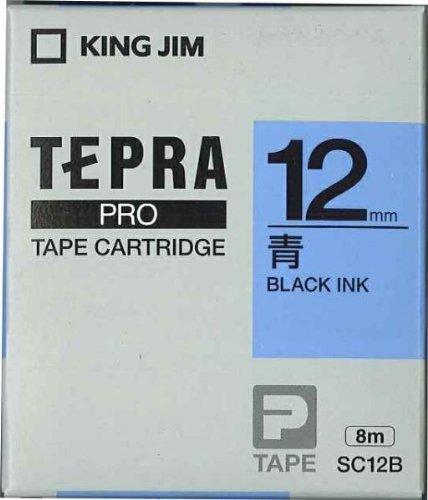 KING JIM
TEPRA
PRO
TAPE CARTRIDGE
12mm
青
BLACK INK
P
TAPE
8m
SC12B